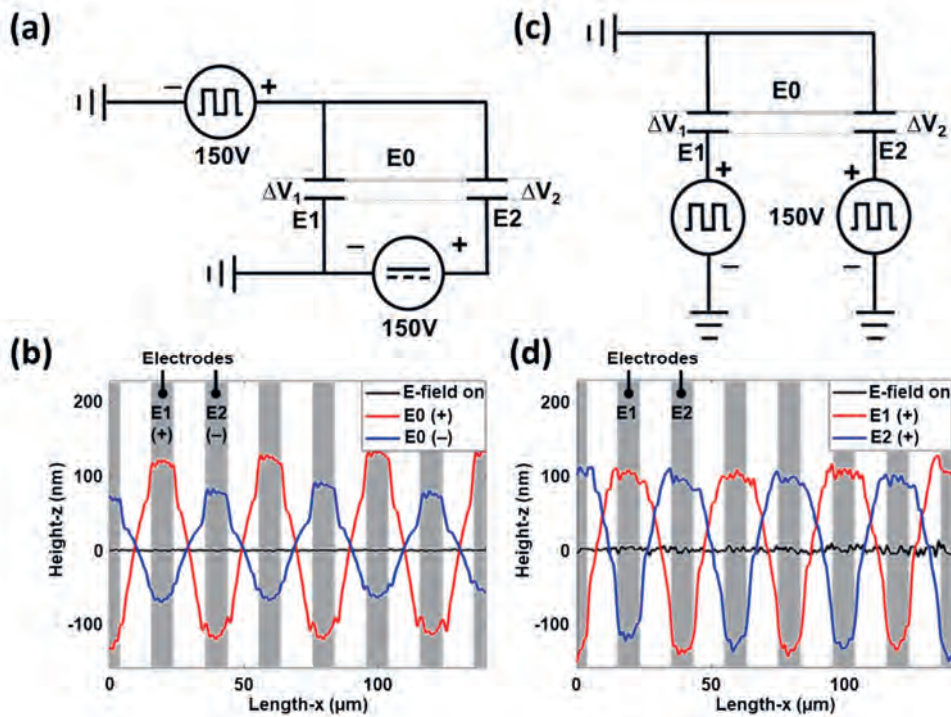 (a)
− +
150V
E0
ΔV1 ΔV2
E1 E2
− +
150V
(c)
E0
ΔV1 ΔV2
E1 E2
+ +
150V
− −
(b)
Electrodes
E1 E2
(+) (−)
E-field on
E0 (+)
E0 (−)
200
100
0
-100
Height-z (nm)
0 50 100
Length-x (µm)
(d)
Electrodes
E1 E2
E-field on
E1 (+)
E2 (+)
200
100
0
-100
Height-z (nm)
0 50 100
Length-x (µm)